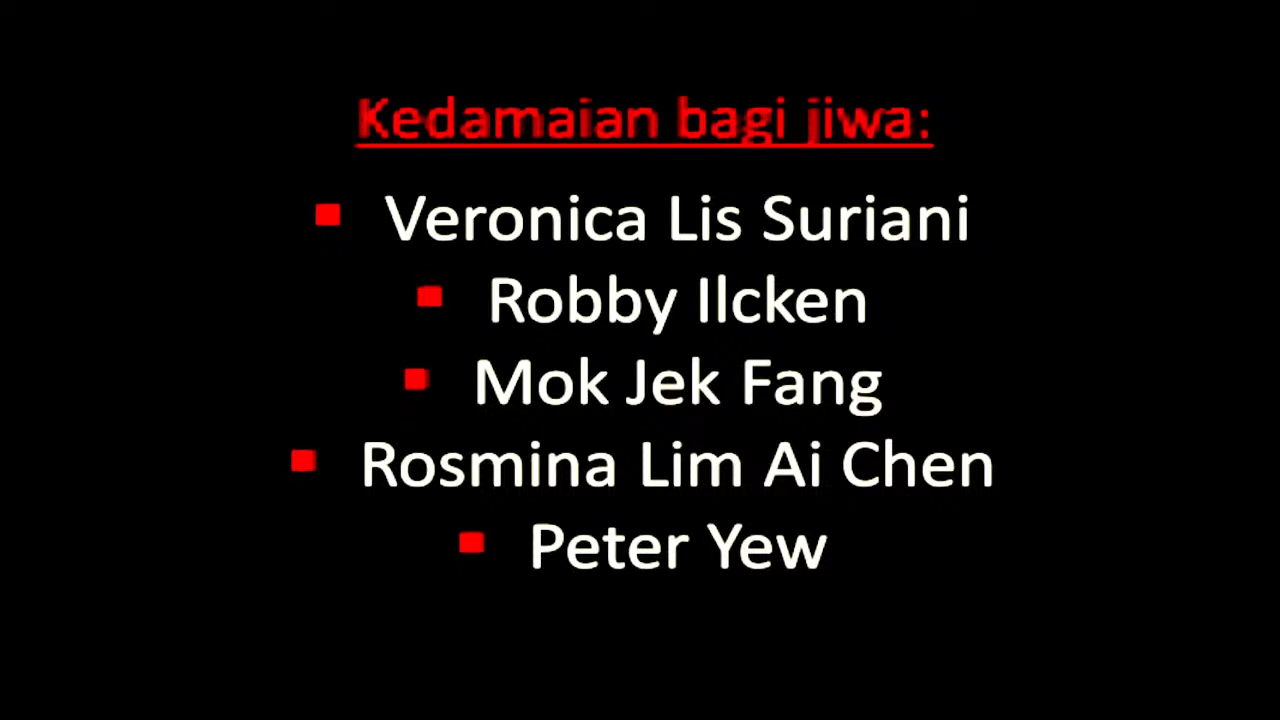 Kedamaian bagi jiwa:
▪ Veronica Lis Suriani
▪ Robby Ilcken
▪ Mok Jek Fang
▪ Rosmina Lim Ai Chen
▪ Peter Yew